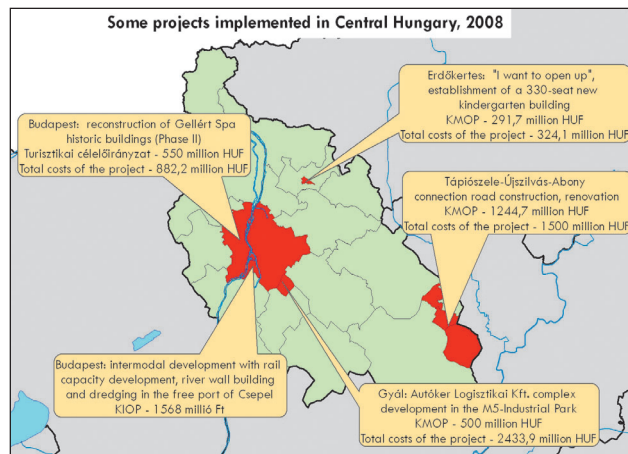 Some projects implemented in Central Hungary, 2008
Erdőkertes: "I want to open up",
establishment of a 330-seat new
kindergarten building
KMOP - 291,7 million HUF
Total costs of the project - 324,1 million HUF
Budapest: reconstruction of Gellért Spa
historic buildings (Phase II)
Turisztikai célelőirányzat - 550 million HUF
Total costs of the project - 882,2 million HUF
Tápiószele-Újszilvás-Abony
connection road construction, renovation
KMOP - 1244,7 million HUF
Total costs of the project - 1500 million HUF
Budapest: intermodal development with rail
capacity development, river wall building
and dredging in the free port of Csepel
KIOP - 1568 millió Ft
Gyál: Autóker Logisztikai Kft. complex
development in the M5-Industrial Park
KMOP - 500 million HUF
Total costs of the project - 2433,9 million HUF